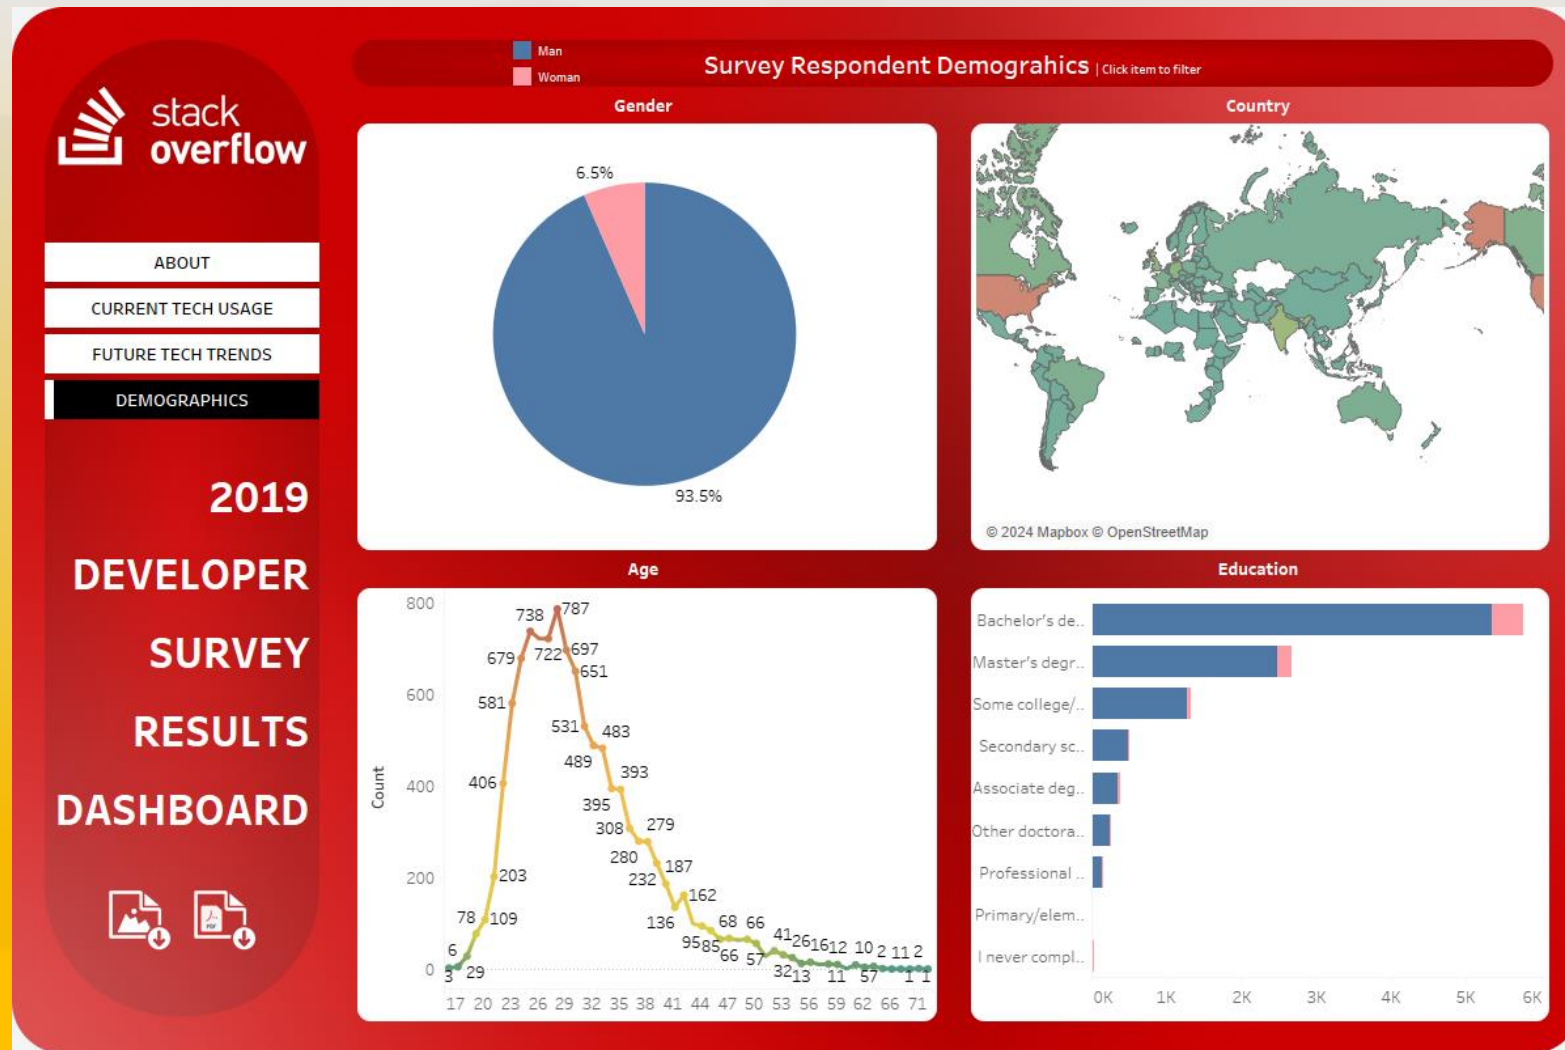 stack
overflow
ABOUT
CURRENT TECH USAGE
FUTURE TECH TRENDS
DEMOGRAPHICS
2019
DEVELOPER
SURVEY
RESULTS
DASHBOARD
PDF
Man
Woman
Survey Respondent Demograhics | Click item to filter
Gender
6.5%
93.5%
Country
© 2024 Mapbox © OpenStreetMap
Age
Count
800
600
400
200
0
3
6
29
78
109
203
406
581
679
738
722
787
697
651
531
489
483
395
393
308
280
279
232
187
136
162
95
85
66
68
66
57
41
32
26
13
16
12
11
10
57
2
11
2
1
1
17 20 23 26 29 32 35 38 41 44 47 50 53 56 59 62 66 71
Education
Bachelor's de..
Master's degr..
Some college/..
Secondary sc..
Associate deg..
Other doctora..
Professional ..
Primary/elem..
I never compl..
0K 1K 2K 3K 4K 5K 6K